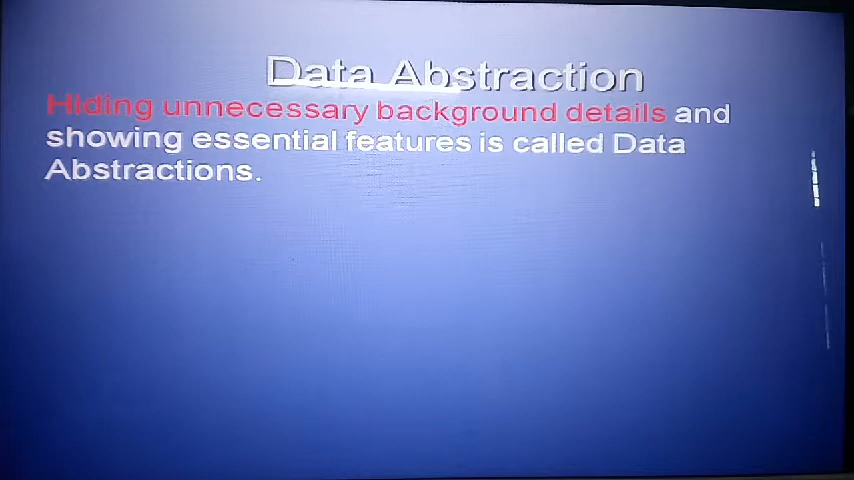 Data Abstraction
Hiding unnecessary background details and
showing essential features is called Data
Abstractions.